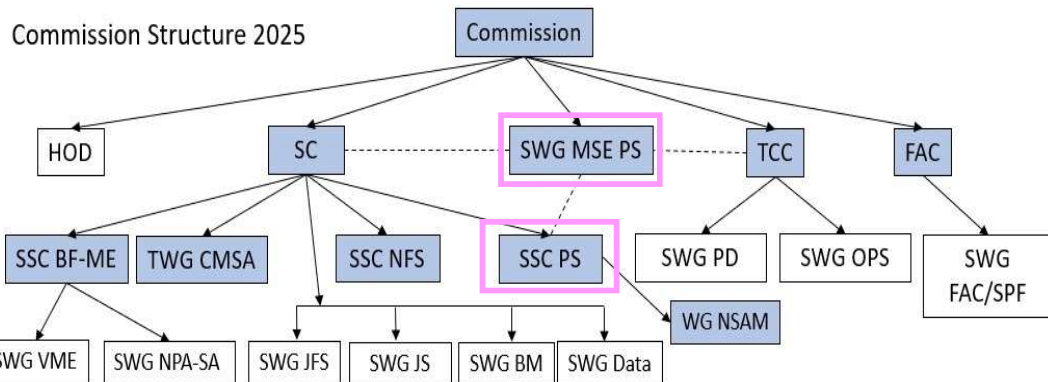 Commission Structure 2025
Commission
HOD
SC
SWG MSE PS
TCC
FAC
SSC BF-ME
TWG CMSA
SSC NFS
SSC PS
SWG PD
SWG OPS
SWG
FAC/SPF
WG NSAM
SWG VME
SWG NPA-SA
SWG JFS
SWG JS
SWG BM
SWG Data